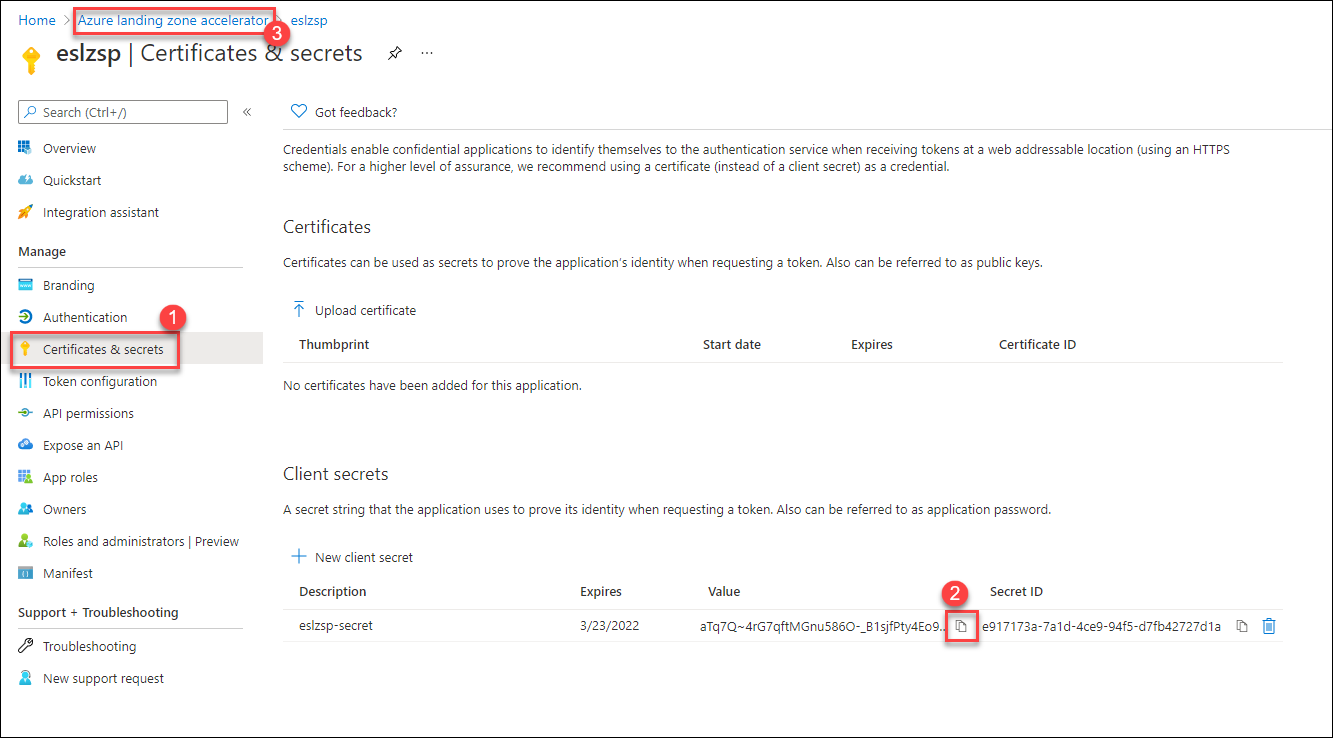 Home > Azure landing zone accelerator > eslzsp
3
eslzsp | Certificates & secrets
Search (Ctrl+/)
«
Overview
Quickstart
Integration assistant
Manage
Branding
Authentication
1
Certificates & secrets
Token configuration
API permissions
Expose an API
App roles
Owners
Roles and administrators | Preview
Manifest
Support + Troubleshooting
Troubleshooting
New support request
Got feedback?
Credentials enable confidential applications to identify themselves to the authentication service when receiving tokens at a web addressable location (using an HTTPS
scheme). For a higher level of assurance, we recommend using a certificate (instead of a client secret) as a credential.
Certificates
Certificates can be used as secrets to prove the application's identity when requesting a token. Also can be referred to as public keys.
Upload certificate
Thumbprint Start date Expires Certificate ID
No certificates have been added for this application.
Client secrets
A secret string that the application uses to prove its identity when requesting a token. Also can be referred to as application password.
New client secret
Description Expires Value 2 Secret ID
eslzsp-secret 3/23/2022 aTq7Q~4rG7qftMGnu586O-_B1sjfPty4Eo9.. e917173a-7a1d-4ce9-94f5-d7fb42727d1a